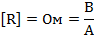 [R] = Ом = В/А